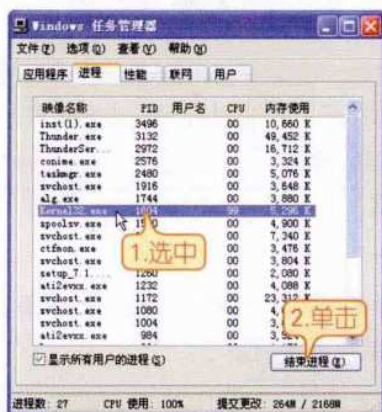 Windows 任务管理器
文件(F) 选项(O) 查看(V) 帮助(H)
应用程序 进程 性能 联网 用户
映像名称 PID 用户名 CPU 内存使用
inst(1).exe 3496 00 10,660 K
Thunder.exe 3132 00 49,452 K
ThunderSer... 2972 00 16,712 K
conime.exe 2576 00 3,324 K
taskmgr.exe 2480 00 5,076 K
svchost.exe 1916 00 3,648 K
alg.exe 1744 00 3,880 K
Kernel32.exe 99 5,296 K
spoolsv.exe 00 4,900 K
svchost.exe 00 7,340 K
ctfmon.exe 00 3,476 K
svchost.exe 00 3,804 K
setup_7.1... 1260 00 2,080 K
ati2evxx.exe 1232 00 4,088 K
svchost.exe 1172 00
svchost.exe 1080 00
svchost.exe 1004 00
ati2evxx.exe 984 00
1.选中
2.单击
显示所有用户的进程(S) 结束进程(E)
进程数: 27 CPU 使用: 100% 提交更改: 264M / 2168M